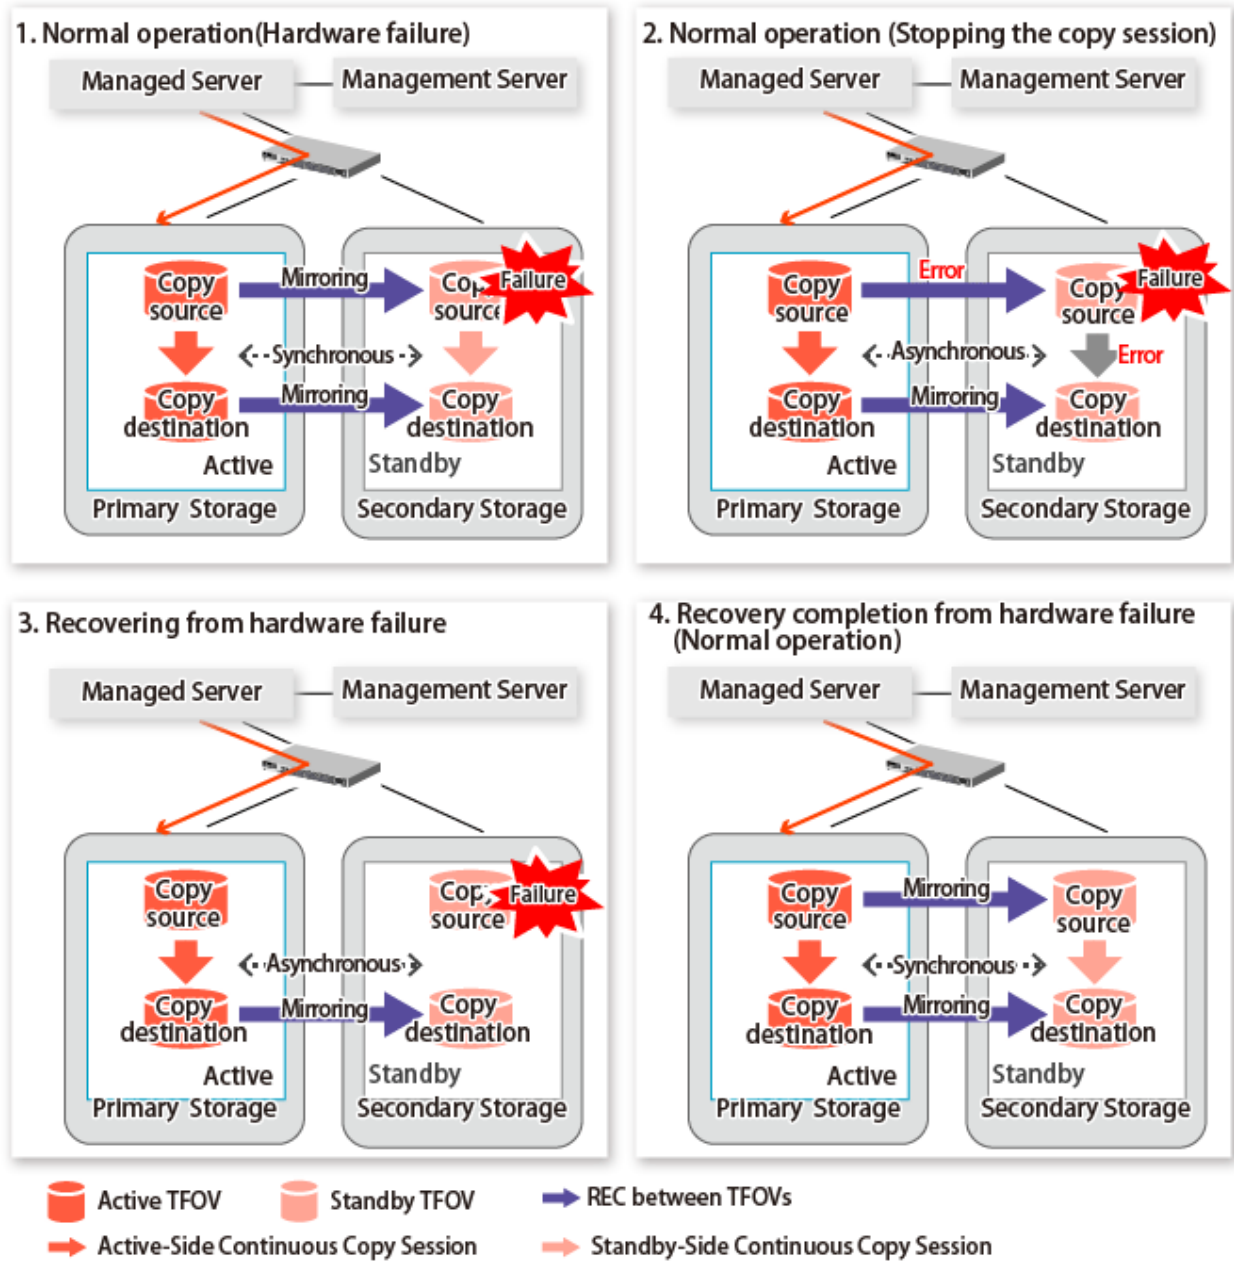 1. Normal operation(Hardware failure)
Managed Server
Management Server
Copy
source
Mirroring
Copy
source
Failure
Synchronous
Copy
destination
Mirroring
Copy
destination
Active
Standby
Primary Storage
Secondary Storage
2. Normal operation (Stopping the copy session)
Managed Server
Management Server
Copy
source
Error
Copy
source
Failure
Asynchronous
Error
Copy
destination
Mirroring
Copy
destination
Active
Standby
Primary Storage
Secondary Storage
3. Recovering from hardware failure
Managed Server
Management Server
Copy
source
Copy
source
Failure
Asynchronous
Copy
destination
Mirroring
Copy
destination
Active
Standby
Primary Storage
Secondary Storage
4. Recovery completion from hardware failure
(Normal operation)
Managed Server
Management Server
Copy
source
Mirroring
Copy
source
Synchronous
Copy
destination
Mirroring
Copy
destination
Active
Standby
Primary Storage
Secondary Storage
Active TFOV
Standby TFOV
REC between TFOVs
Active-Side Continuous Copy Session
Standby-Side Continuous Copy Session